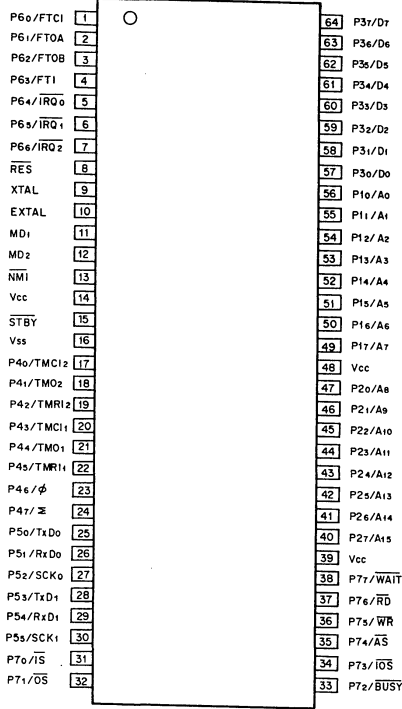 P60/FTCI 1
P61/FTOA 2
P62/FTOB 3
P63/FTI 4
P64/IRQ0 5
P65/IRQ1 6
P66/IRQ2 7
RES 8
XTAL 9
EXTAL 10
MD1 11
MD2 12
NMI 13
Vcc 14
STBY 15
Vss 16
P40/TMCI2 17
P41/TMO2 18
P42/TMRI2 19
P43/TMCI1 20
P44/TMO1 21
P45/TMRI1 22
P46/ϕ 23
P47/Σ 24
P50/TxD0 25
P51/RxD0 26
P52/SCK0 27
P53/TxD1 28
P54/RxD1 29
P55/SCK1 30
P70/IS 31
P71/OS 32
64 P37/D7
63 P36/D6
62 P35/D5
61 P34/D4
60 P33/D3
59 P32/D2
58 P31/D1
57 P30/D0
56 P10/A0
55 P11/A1
54 P12/A2
53 P13/A3
52 P14/A4
51 P15/A5
50 P16/A6
49 P17/A7
48 Vcc
47 P20/A8
46 P21/A9
45 P22/A10
44 P23/A11
43 P24/A12
42 P25/A13
41 P26/A14
40 P27/A15
39 Vcc
38 P77/WAIT
37 P76/RD
36 P75/WR
35 P74/AS
34 P73/IOS
33 P72/BUSY